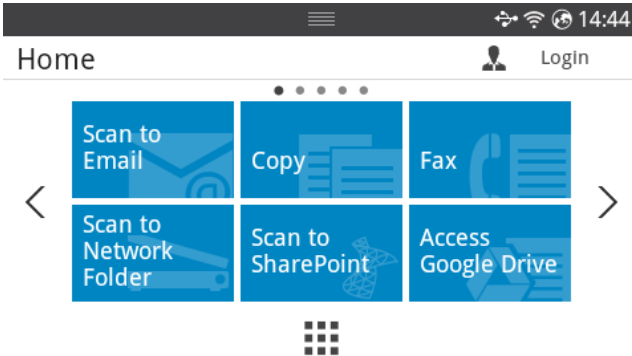 14:44
Home
Login
Scan to
Email
Copy
Fax
Scan to
Network
Folder
Scan to
SharePoint
Access
Google Drive